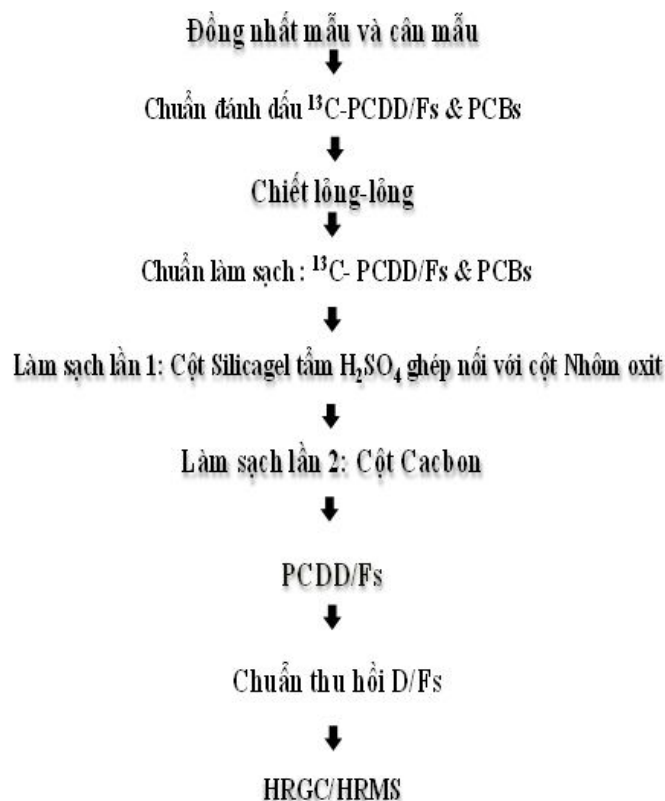 Đồng nhất mẫu và cân mẫu
Chuẩn đánh dấu ¹³C-PCDD/Fs & PCBs
Chiết lỏng-lỏng
Chuẩn làm sạch : ¹³C- PCDD/Fs & PCBs
Làm sạch lần 1: Cột Silicagel tẩm H₂SO₄ ghép nối với cột Nhôm oxit
Làm sạch lần 2: Cột Cacbon
PCDD/Fs
Chuẩn thu hồi D/Fs
HRGC/HRMS